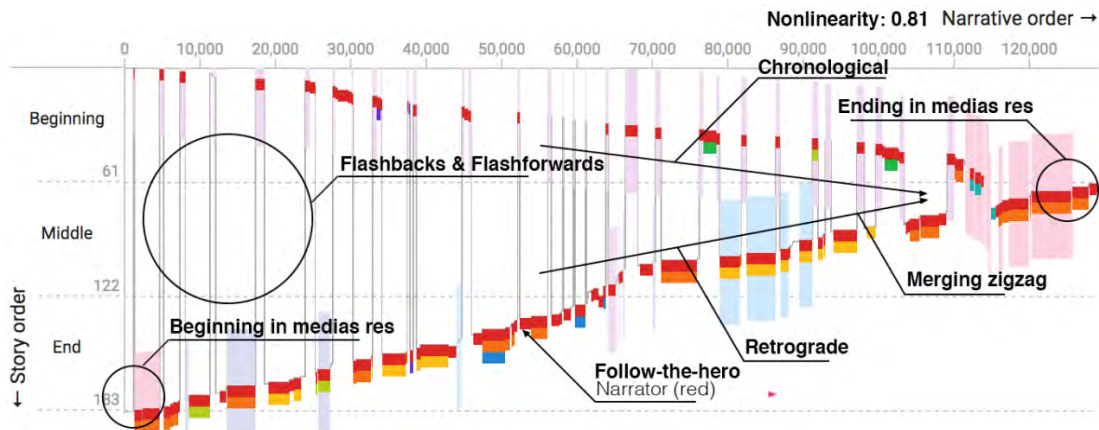 Nonlinearity: 0.81 Narrative order →
0 10,000 20,000 30,000 40,000 50,000 60,000 70,000 80,000 90,000 100,000 110,000 120,000
Chronological
Ending in medias res
Beginning
Flashbacks & Flashforwards
61
Middle
Merging zigzag
122
Beginning in medias res
End
Retrograde
Follow-the-hero
Narrator (red)
183
← Story order